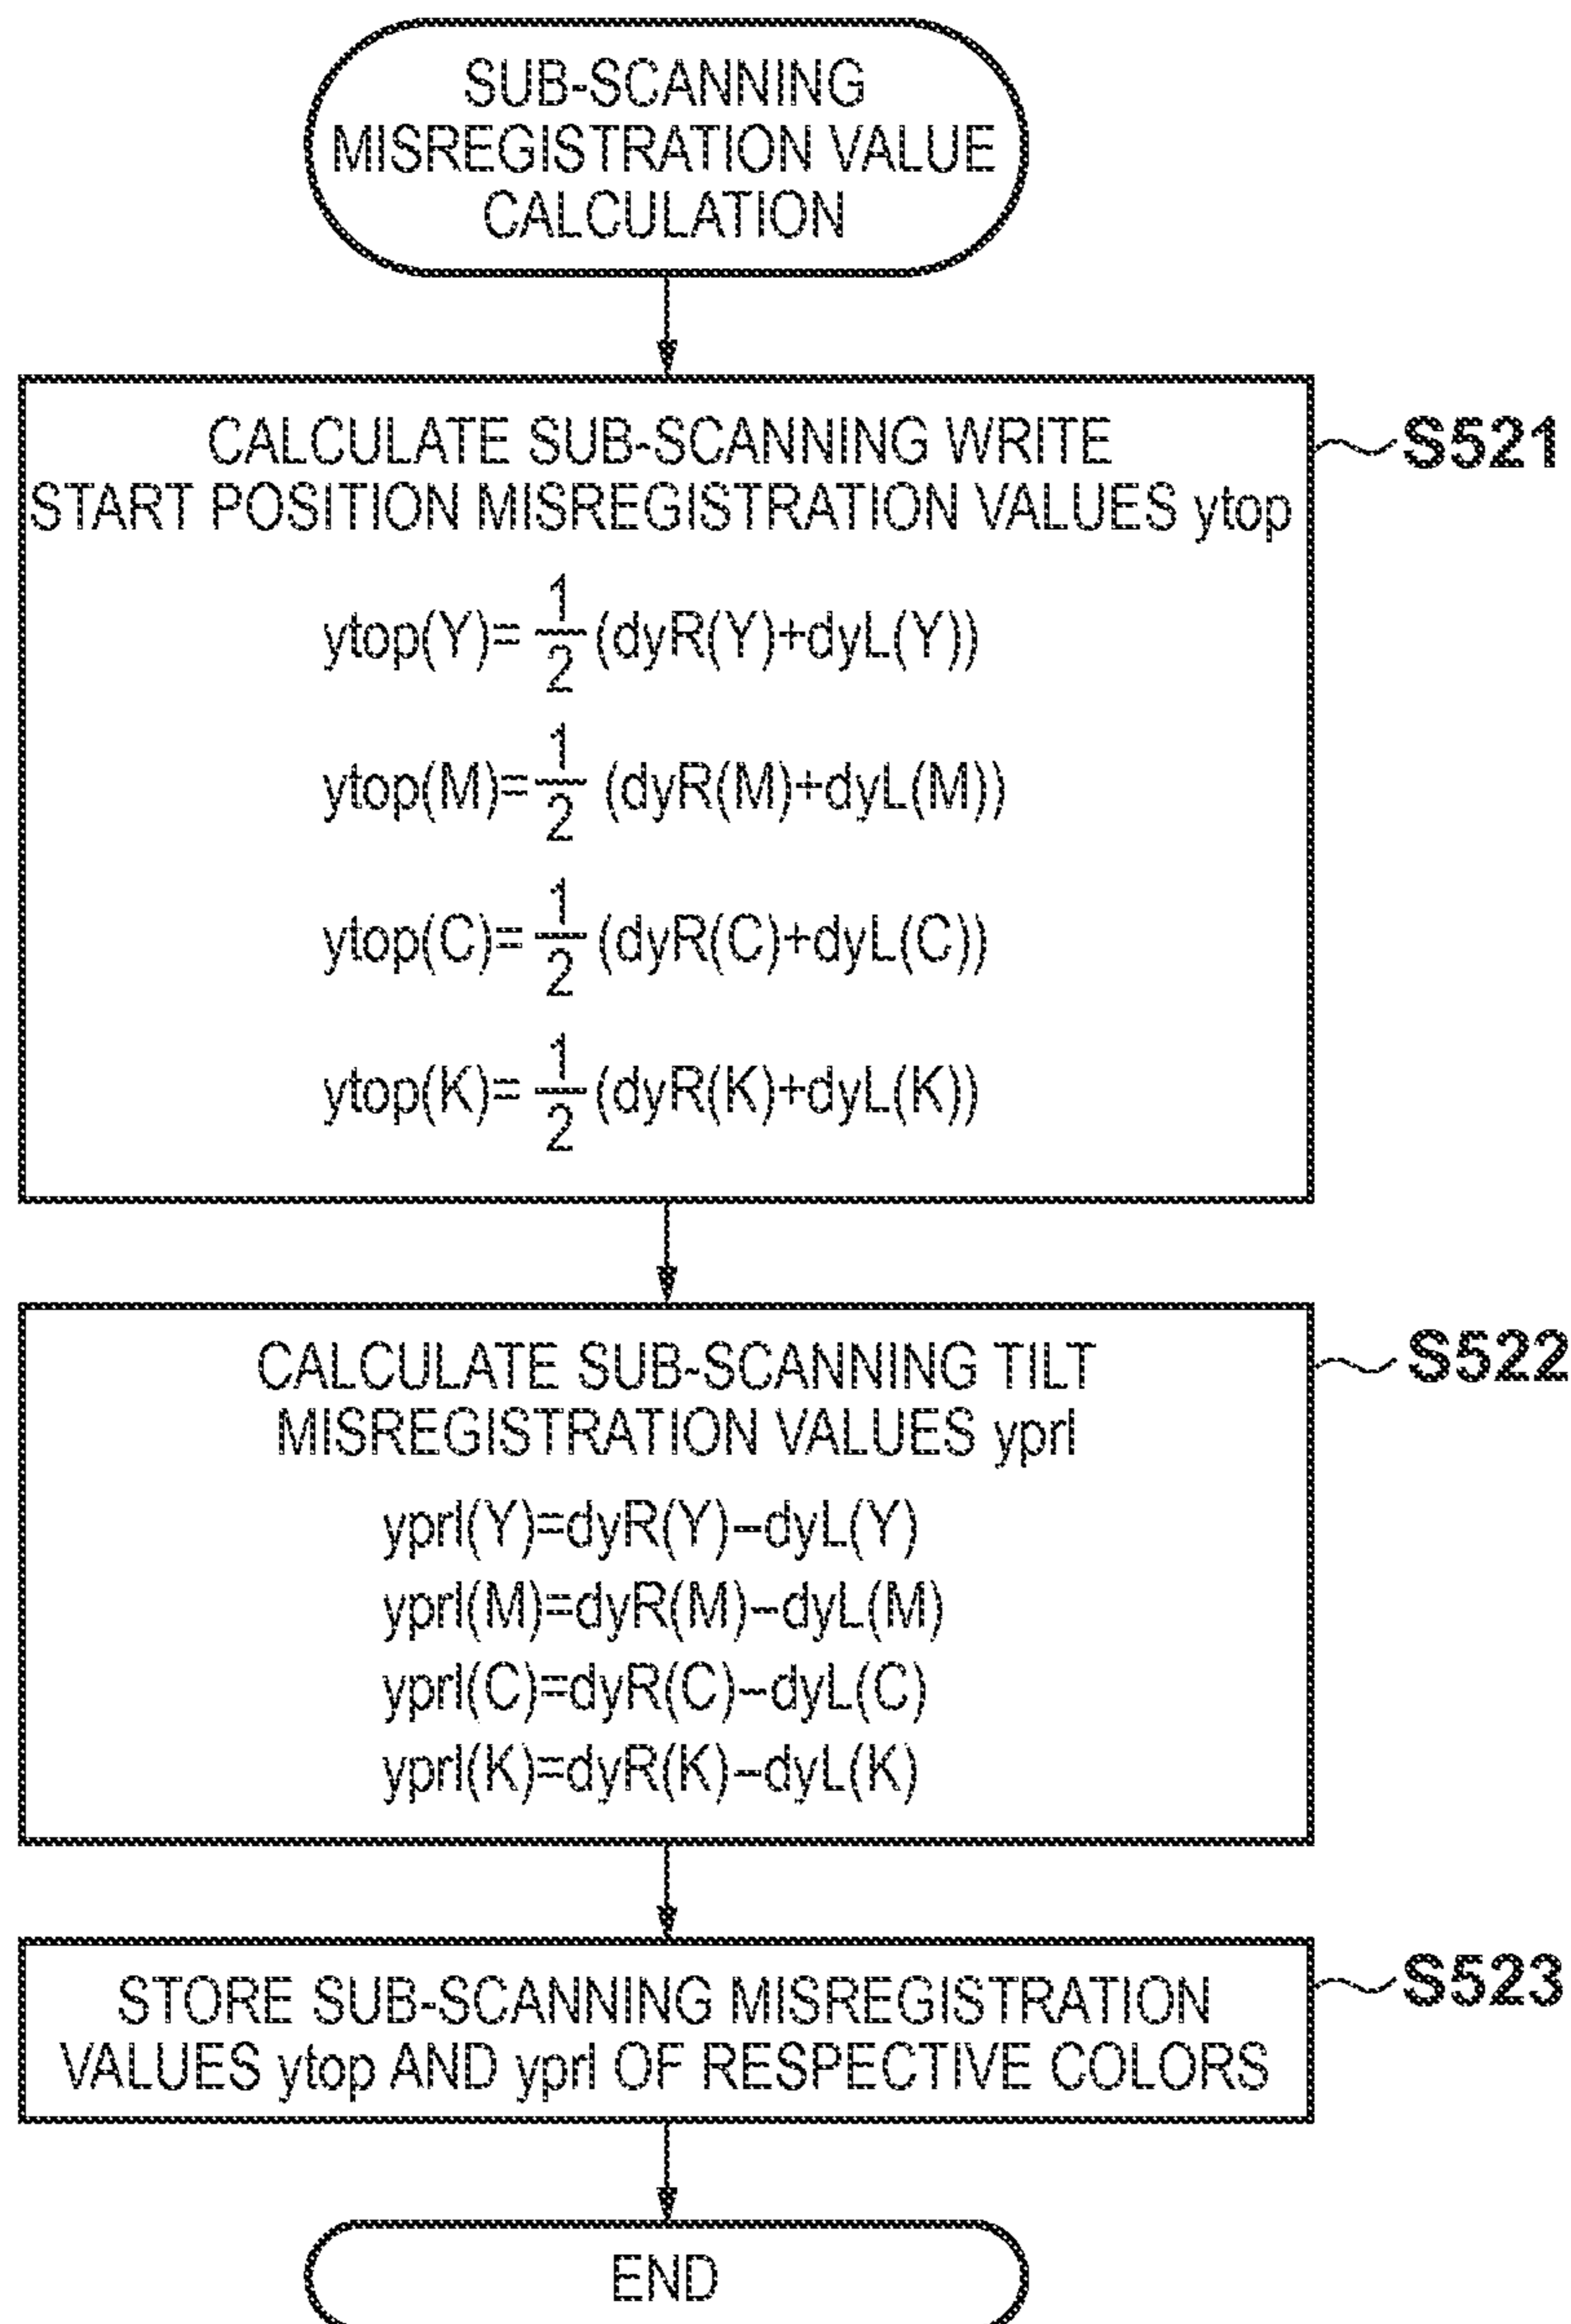 SUB-SCANNING
MISREGISTRATION VALUE
CALCULATION
CALCULATE SUB-SCANNING WRITE
START POSITION MISREGISTRATION VALUES ytop
S521
ytop(Y)= 1/2 (dyR(Y)+dyL(Y))
ytop(M)= 1/2 (dyR(M)+dyL(M))
ytop(C)= 1/2 (dyR(C)+dyL(C))
ytop(K)= 1/2 (dyR(K)+dyL(K))
CALCULATE SUB-SCANNING TILT
MISREGISTRATION VALUES yprl
S522
yprl(Y)=dyR(Y)–dyL(Y)
yprl(M)=dyR(M)–dyL(M)
yprl(C)=dyR(C)–dyL(C)
yprl(K)=dyR(K)–dyL(K)
STORE SUB-SCANNING MISREGISTRATION
VALUES ytop AND yprl OF RESPECTIVE COLORS
S523
END